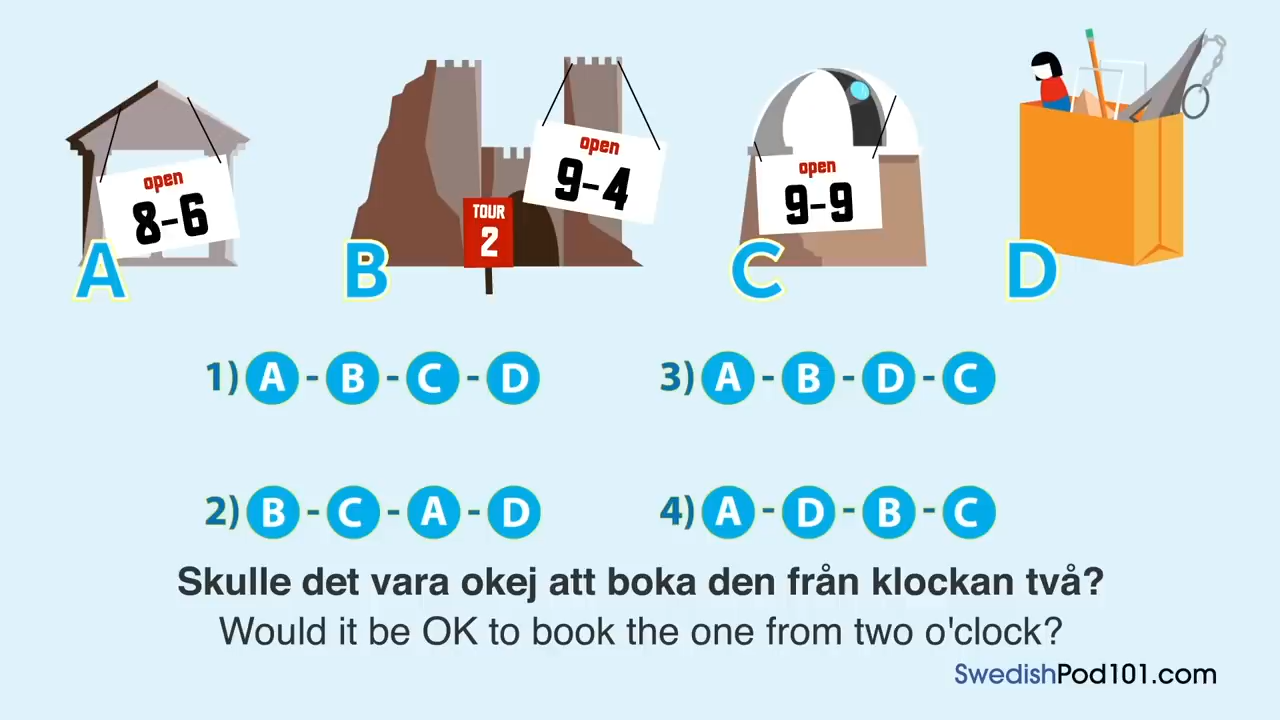 open
8-6
open
9-4
TOUR
2
open
9-9
A
B
C
D
1) A - B - C - D
3) A - B - D - C
2) B - C - A - D
4) A - D - B - C
Skulle det vara okej att boka den från klockan två?
Would it be OK to book the one from two o'clock?
SwedishPod101.com